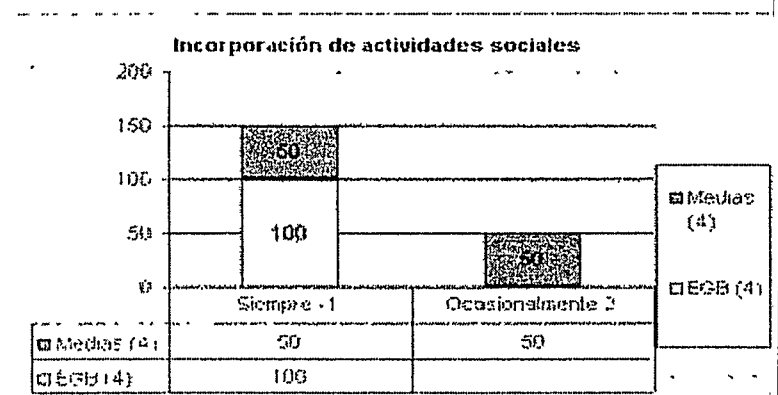 Incorporación de actividades sociales
200
150
100
50
0
50
100
50
Siempre -1
Ocasionalmente 2
Medias (4)
EGB (4)
Medias (4)
50
50
EGB (4)
100